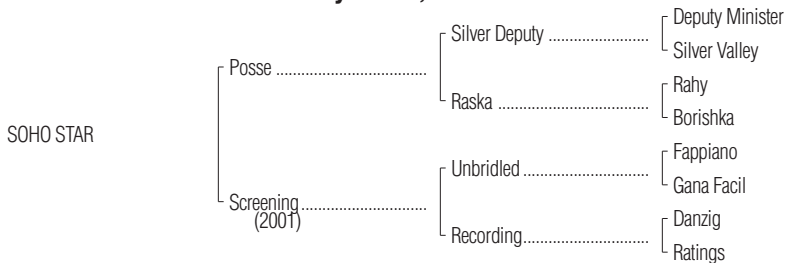 Deputy Minister
Silver Deputy ........................
Silver Valley
Posse ....................................
Rahy
Raska ....................................
Borishka
SOHO STAR
Fappiano
Unbridled ..............................
Gana Facil
Screening ..............................
(2001)
Danzig
Recording..............................
Ratings